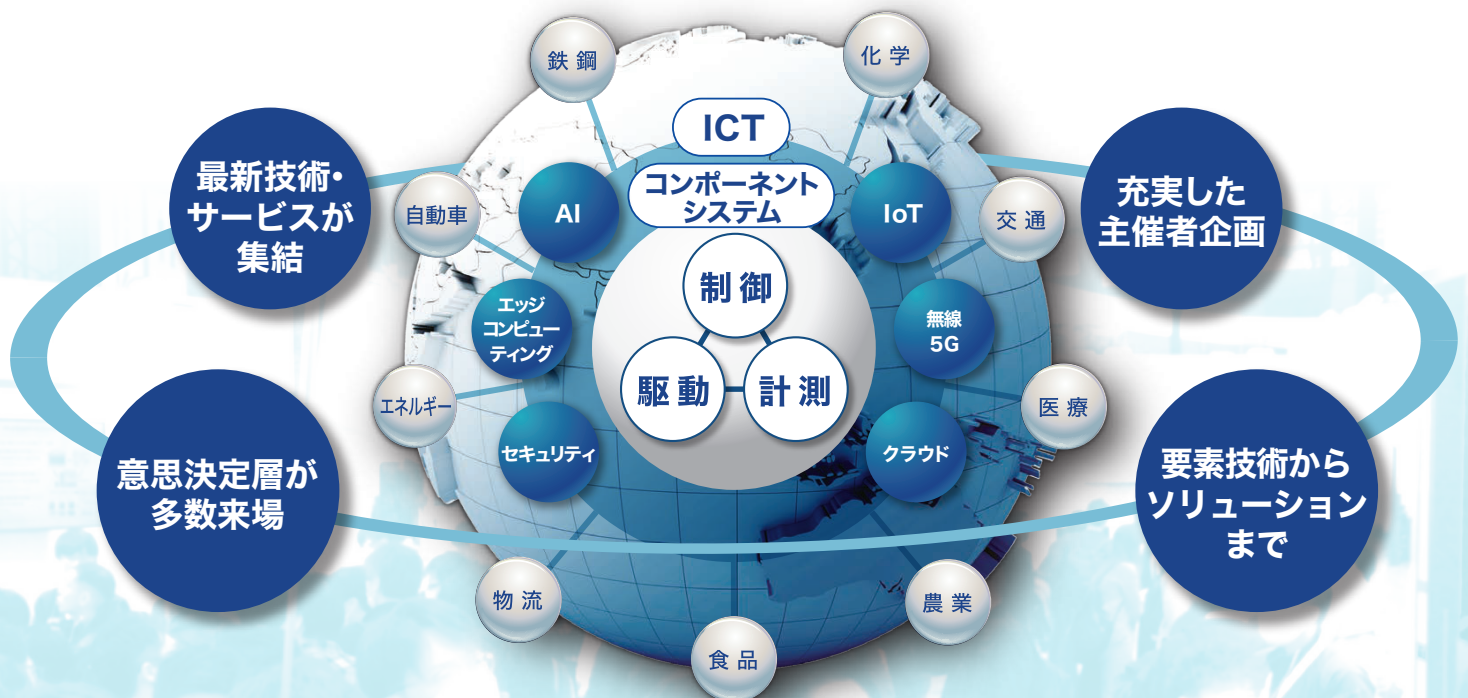 鉄鋼
化学
ICT
最新技術・
サービスが
集結
充実した
主催者企画
コンポーネント
システム
自動車
AI
IoT
交通
制御
エッジ
コンピュー
ティング
無線
5G
駆動
計測
エネルギー
医療
セキュリティ
クラウド
意思決定層が
多数来場
要素技術から
ソリューション
まで
物流
農業
食品